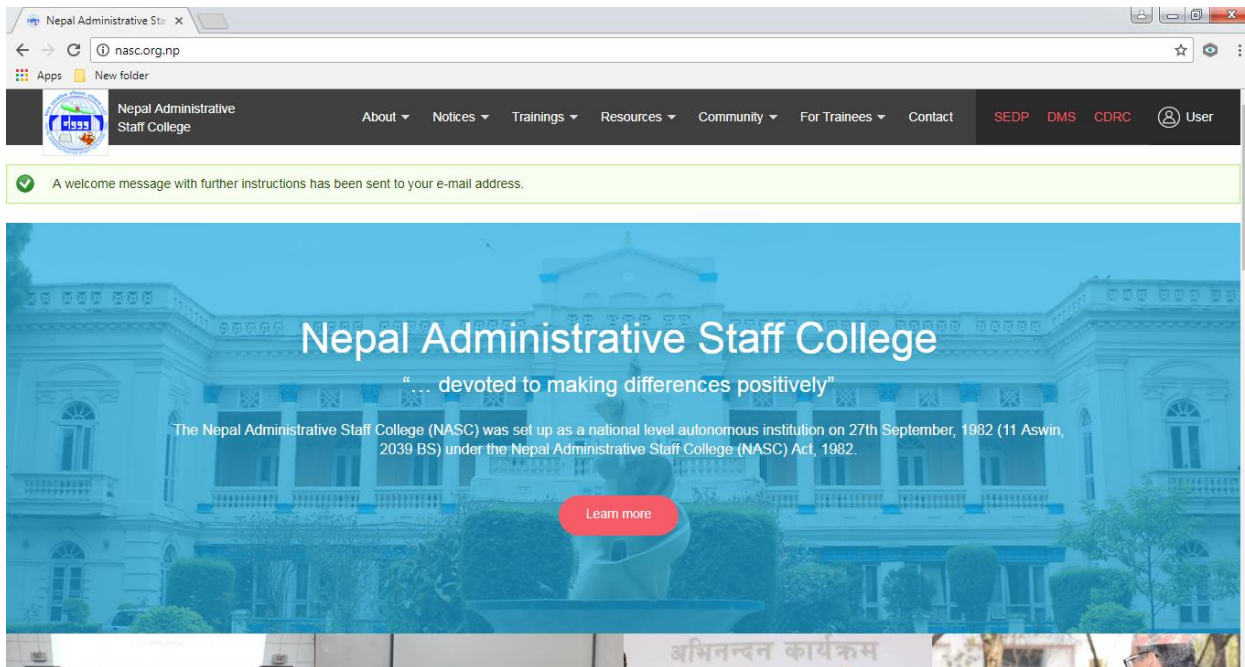 Nepal Administrative Sta
nasc.org.np
Apps New folder
Nepal Administrative
Staff College
About Notices Trainings Resources Community For Trainees Contact SEDP DMS CDRC User
A welcome message with further instructions has been sent to your e-mail address.
Nepal Administrative Staff College
“… devoted to making differences positively”
The Nepal Administrative Staff College (NASC) was set up as a national level autonomous institution on 27th September, 1982 (11 Aswin,
2039 BS) under the Nepal Administrative Staff College (NASC) Act, 1982.
Learn more
अभिनन्दन कार्यक्रम